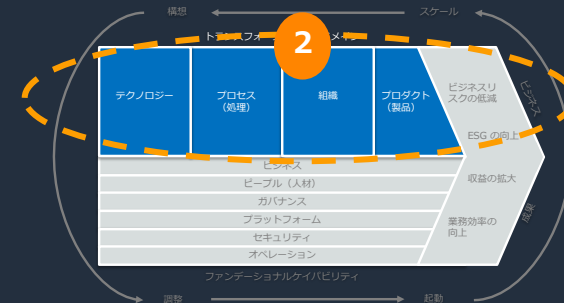 構想
スケール
2
テクノロジー
プロセス
（処理）
組織
プロダクト
（製品）
ビジネスリ
スクの低減
ESG の向上
収益の拡大
業務効率の
向上
ビジネス
成果
ビジネス
ピープル（人材）
ガバナンス
プラットフォーム
セキュリティ
オペレーション
ファンデーショナルケイパビリティ
調整
起動